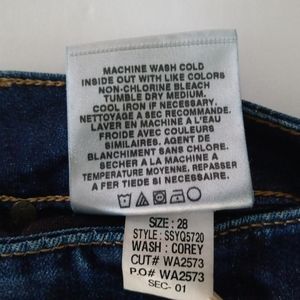 MACHINE WASH COLD
INSIDE OUT WITH LIKE COLORS
NON-CHLORINE BLEACH
TUMBLE DRY MEDIUM.
COOL IRON IF NECESSARY.
NETTOYAGE A SEC RECOMMANDE.
LAVER EN MACHINE A L'EAU
FROIDE AVEC COULEURS
SIMILAIRES. AGENT DE
BLANCHIMENT SANS CHLORE.
SECHER A LA MACHINE A
TEMPERATURE MOYENNE. REPASSER
A FER TIEDE SI NECESSAIRE.
SIZE : 28
STYLE : SSYQ5720
WASH : COREY
CUT# WA2573
P.O# WA2573
SEC- 01